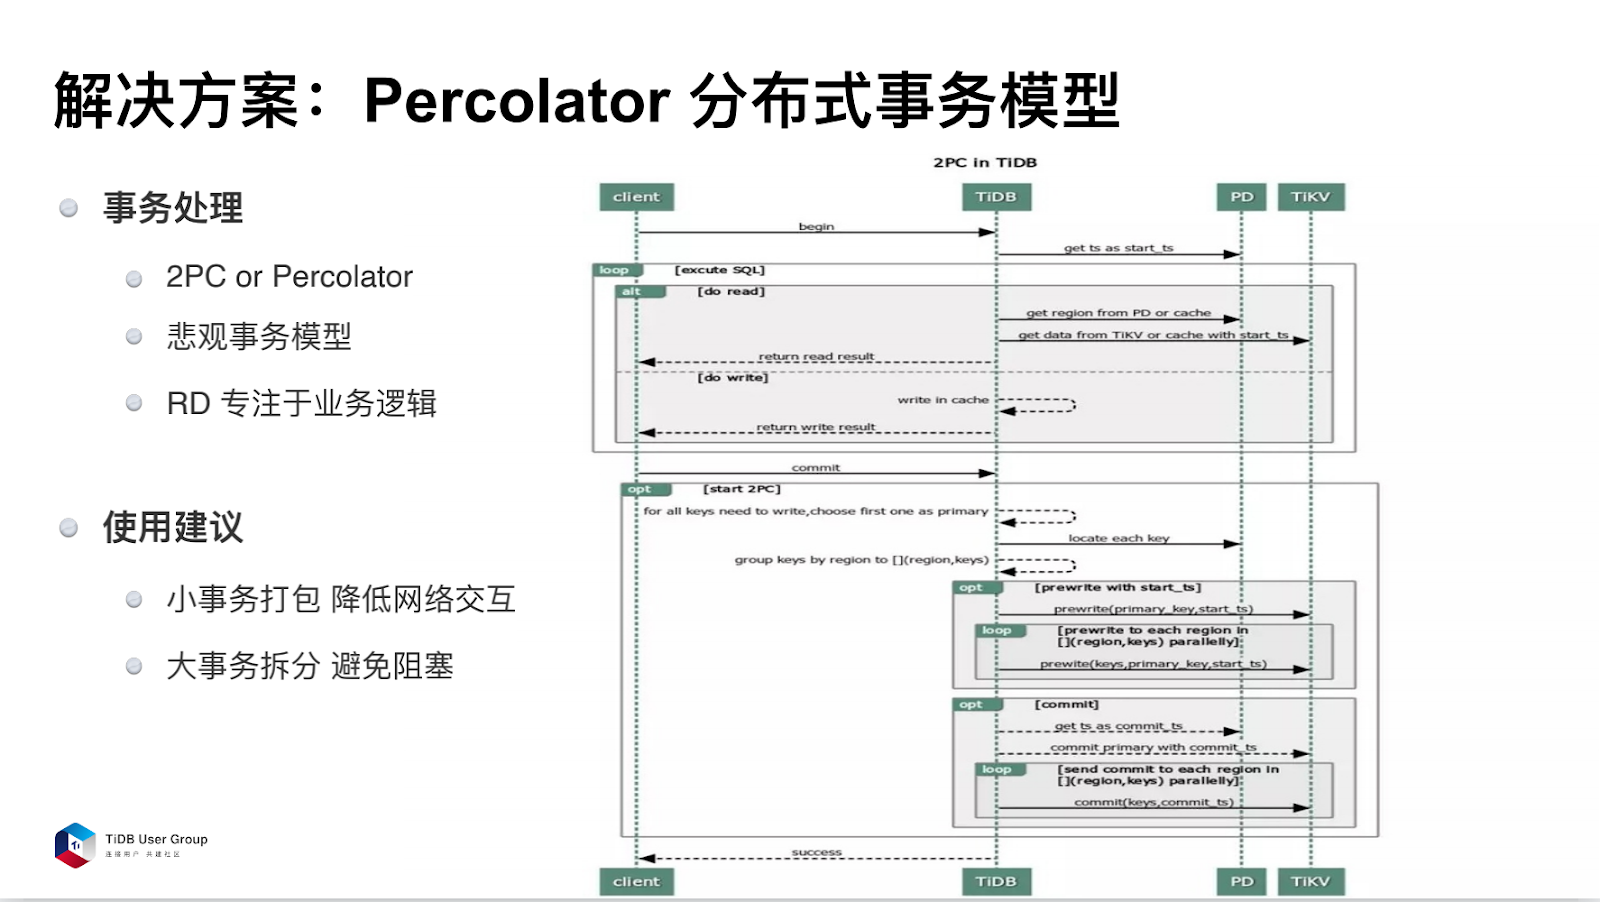 解决方案：Percolator 分布式事务模型
事务处理
2PC or Percolator
悲观事务模型
RD 专注于业务逻辑
使用建议
小事务打包 降低网络交互
大事务拆分 避免阻塞
2PC in TiDB
client
TiDB
PD
TiKV
begin
get ts as start_ts
loop
[excute SQL]
alt
[do read]
get region from PD or cache
get data from TiKV or cache with start_ts
return read result
[do write]
write in cache
return write result
commit
opt
[start 2PC]
for all keys need to write,choose first one as primary
locate each key
group keys by region to [](region,keys)
opt
[prewrite with start_ts]
prewrite(primary_key,start_ts)
loop
[prewrite to each region in
[](region,keys) parallelly]
prewite(keys,primary_key,start_ts)
opt
[commit]
get ts as commit_ts
commit primary with commit_ts
loop
[send commit to each region in
[](region,keys) parallelly]
commit(keys,commit_ts)
success
client
TiDB
PD
TiKV
TiDB User Group
连接用户 共建社区